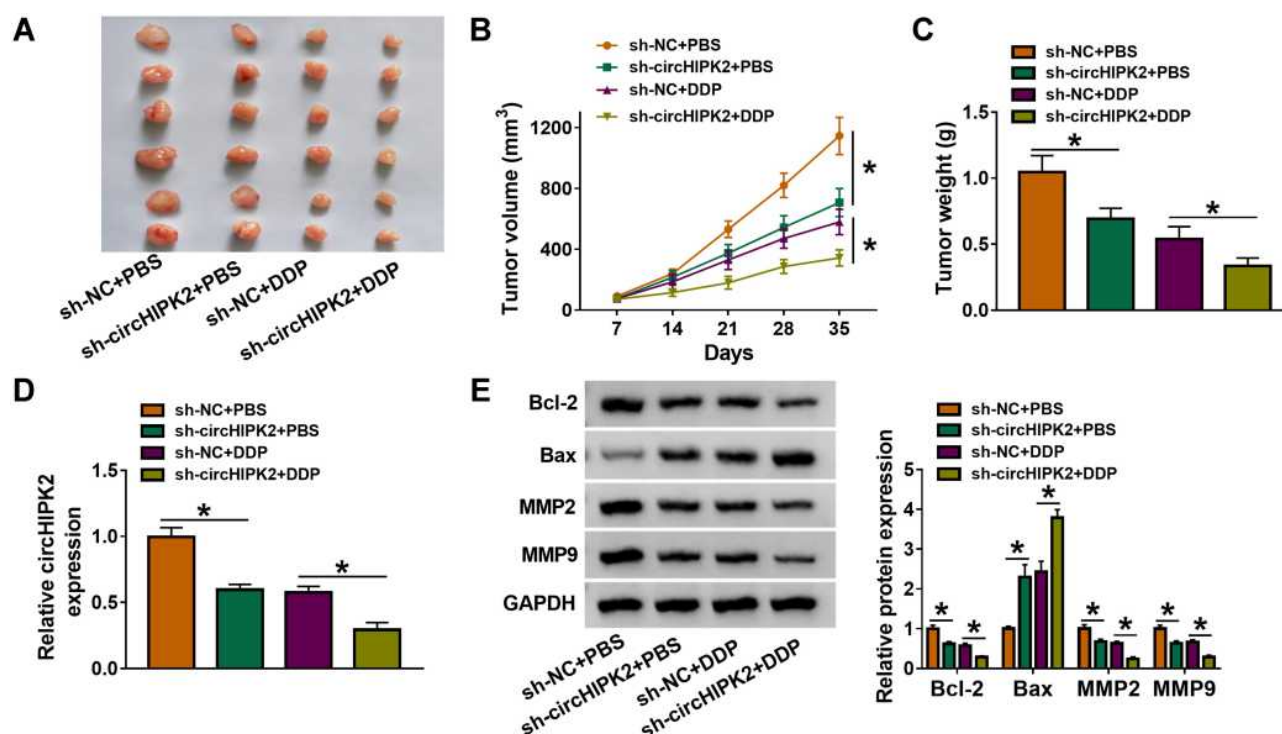 A
sh-NC+PBS
sh-circHIPK2+PBS
sh-NC+DDP
sh-circHIPK2+DDP
B
sh-NC+PBS
sh-circHIPK2+PBS
sh-NC+DDP
sh-circHIPK2+DDP
Tumor volume (mm³)
1200
800
400
0
7 14 21 28 35
Days
*
*
C
sh-NC+PBS
sh-circHIPK2+PBS
sh-NC+DDP
sh-circHIPK2+DDP
Tumor weight (g)
1.5
1.0
0.5
0.0
*
*
D
sh-NC+PBS
sh-circHIPK2+PBS
sh-NC+DDP
sh-circHIPK2+DDP
Relative circHIPK2
expression
1.5
1.0
0.5
0.0
*
*
E
Bcl-2
Bax
MMP2
MMP9
GAPDH
sh-NC+PBS
sh-circHIPK2+PBS
sh-NC+DDP
sh-circHIPK2+DDP
sh-NC+PBS
sh-circHIPK2+PBS
sh-NC+DDP
sh-circHIPK2+DDP
Relative protein expression
5
4
3
2
1
0
* *
* *
* *
* *
Bcl-2 Bax MMP2 MMP9